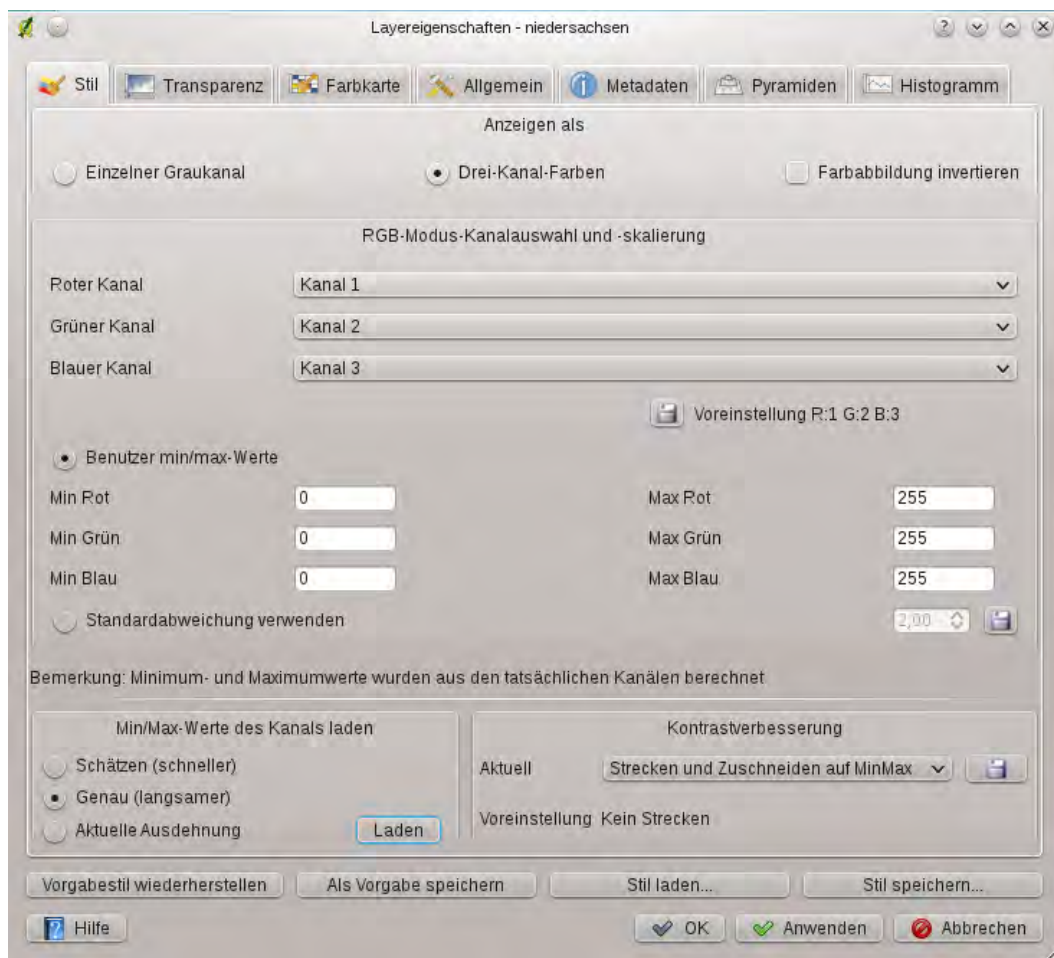 Layereigenschaften - niedersachsen
Stil Transparenz Farbkarte Allgemein Metadaten Pyramiden Histogramm
Anzeigen als
Einzelner Graukanal Drei-Kanal-Farben Farbabbildung invertieren
RGB-Modus-Kanalauswahl und -skalierung
Roter Kanal Kanal 1
Grüner Kanal Kanal 2
Blauer Kanal Kanal 3
Voreinstellung R:1 G:2 B:3
Benutzer min/max-Werte
Min Rot 0 Max Rot 255
Min Grün 0 Max Grün 255
Min Blau 0 Max Blau 255
Standardabweichung verwenden 2,00
Bemerkung: Minimum- und Maximumwerte wurden aus den tatsächlichen Kanälen berechnet
Min/Max-Werte des Kanals laden
Schätzen (schneller)
Genau (langsamer)
Aktuelle Ausdehnung Laden
Kontrastverbesserung
Aktuell Strecken und Zuschneiden auf MinMax
Voreinstellung Kein Strecken
Vorgabestil wiederherstellen Als Vorgabe speichern Stil laden... Stil speichern...
Hilfe OK Anwenden Abbrechen